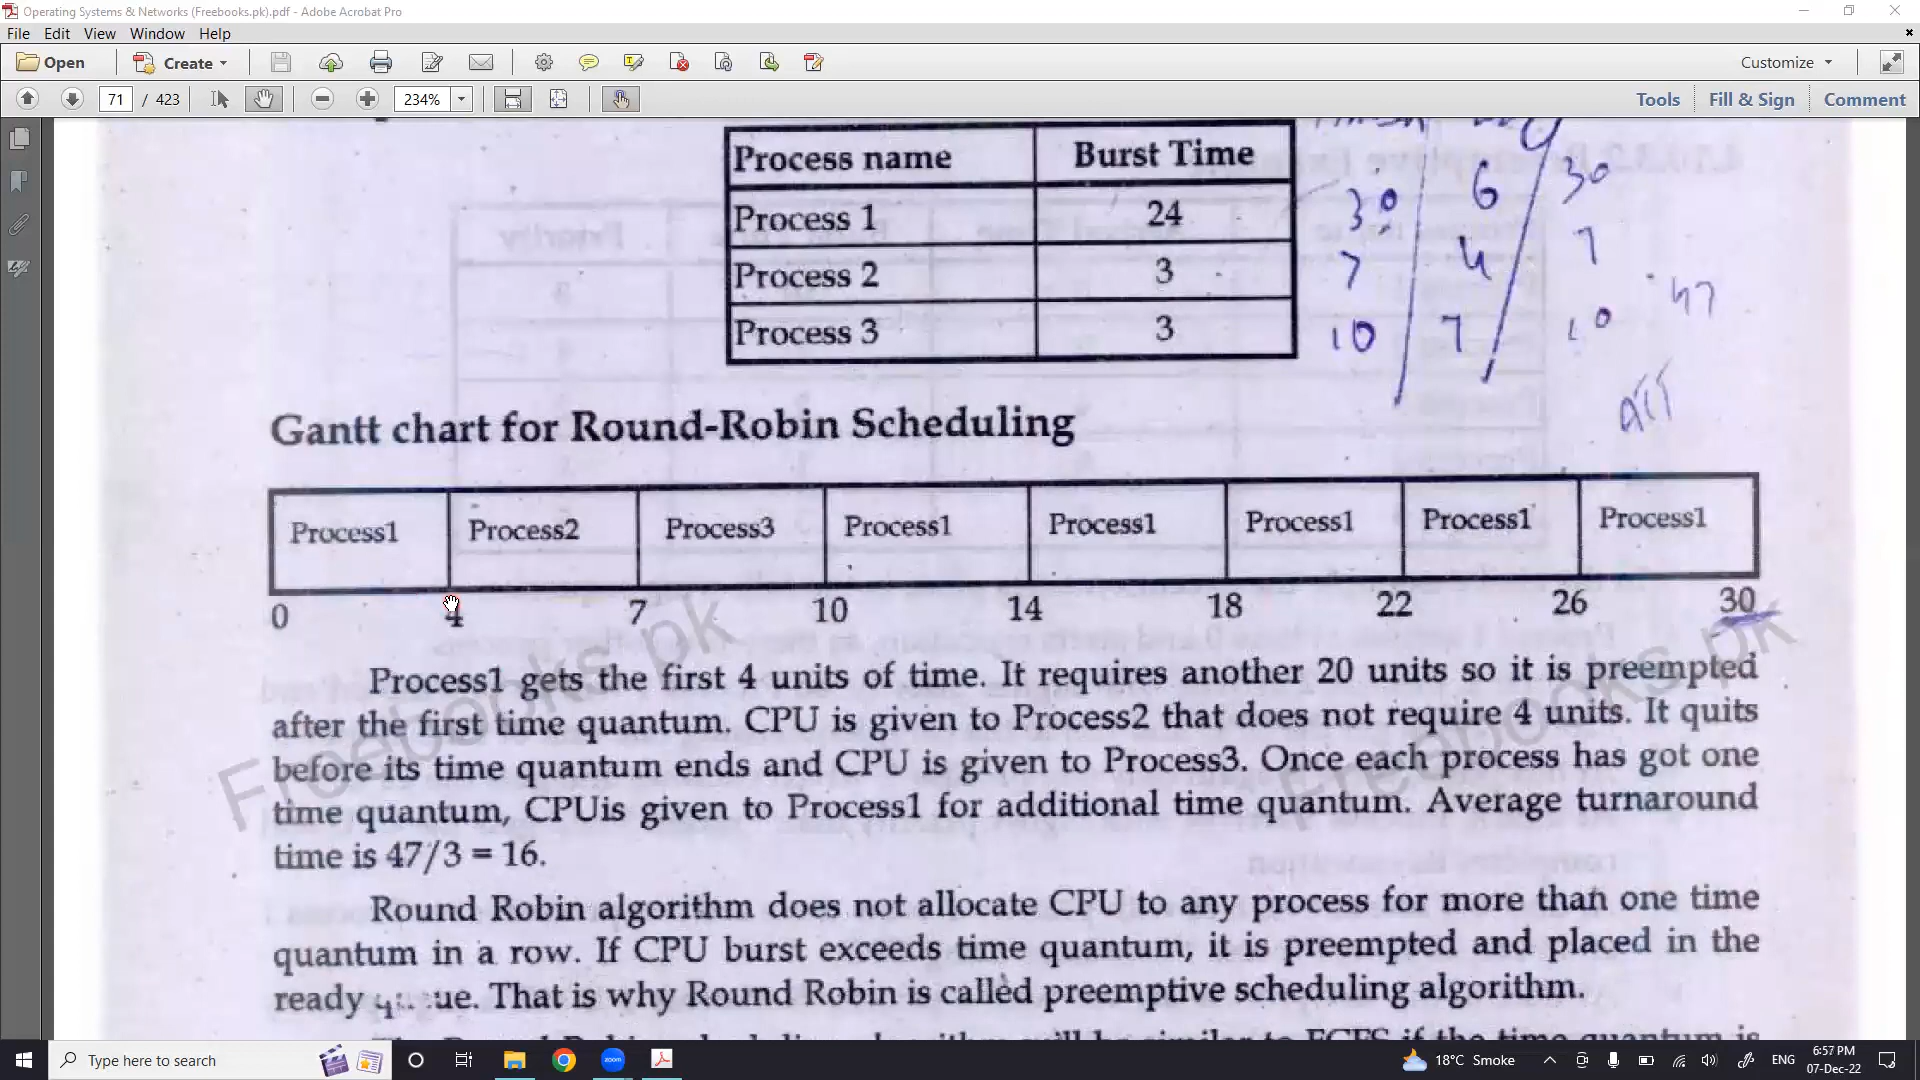 Operating Systems & Networks (Freebooks.pk).pdf - Adobe Acrobat Pro
File Edit View Window Help
Open Create Customize
71 / 423 234% Tools Fill & Sign Comment
Process name Burst Time
Process 1 24 30 6 30
Process 2 3 7 4 7
Process 3 3 10 7 10 47
ATT
Gantt chart for Round-Robin Scheduling
Process1 Process2 Process3 Process1 Process1 Process1 Process1 Process1
0 4 7 10 14 18 22 26 30
Process1 gets the first 4 units of time. It requires another 20 units so it is preempted
after the first time quantum. CPU is given to Process2 that does not require 4 units. It quits
before its time quantum ends and CPU is given to Process3. Once each process has got one
time quantum, CPUis given to Process1 for additional time quantum. Average turnaround
time is 47/3 = 16.
Freebooks.pk Freebooks.pk
Round Robin algorithm does not allocate CPU to any process for more than one time
quantum in a row. If CPU burst exceeds time quantum, it is preempted and placed in the
ready queue. That is why Round Robin is called preemptive scheduling algorithm.
Type here to search zoom 18°C Smoke ENG 6:57 PM
07-Dec-22